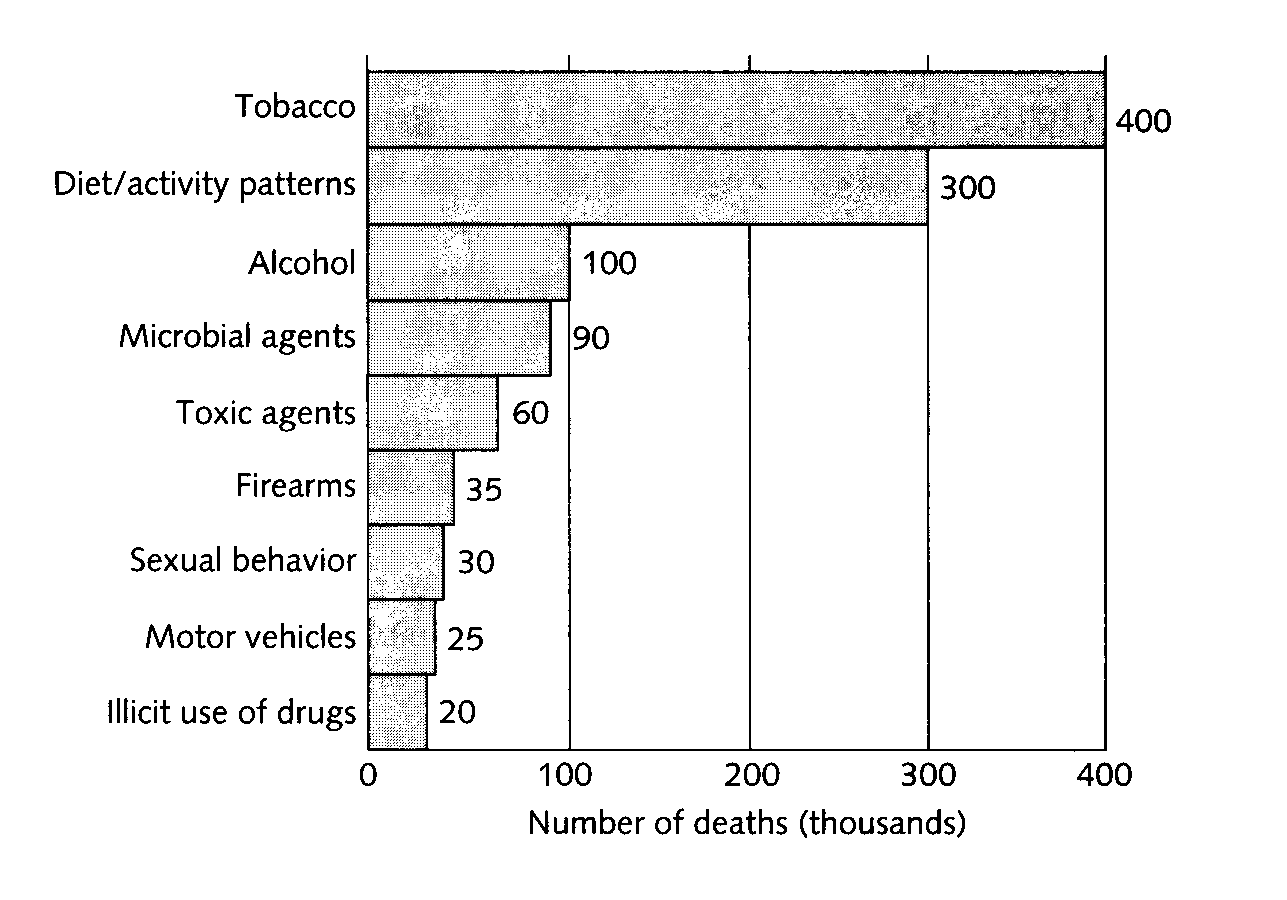 Tobacco 400
Diet/activity patterns 300
Alcohol 100
Microbial agents 90
Toxic agents 60
Firearms 35
Sexual behavior 30
Motor vehicles 25
Illicit use of drugs 20
0 100 200 300 400
Number of deaths (thousands)